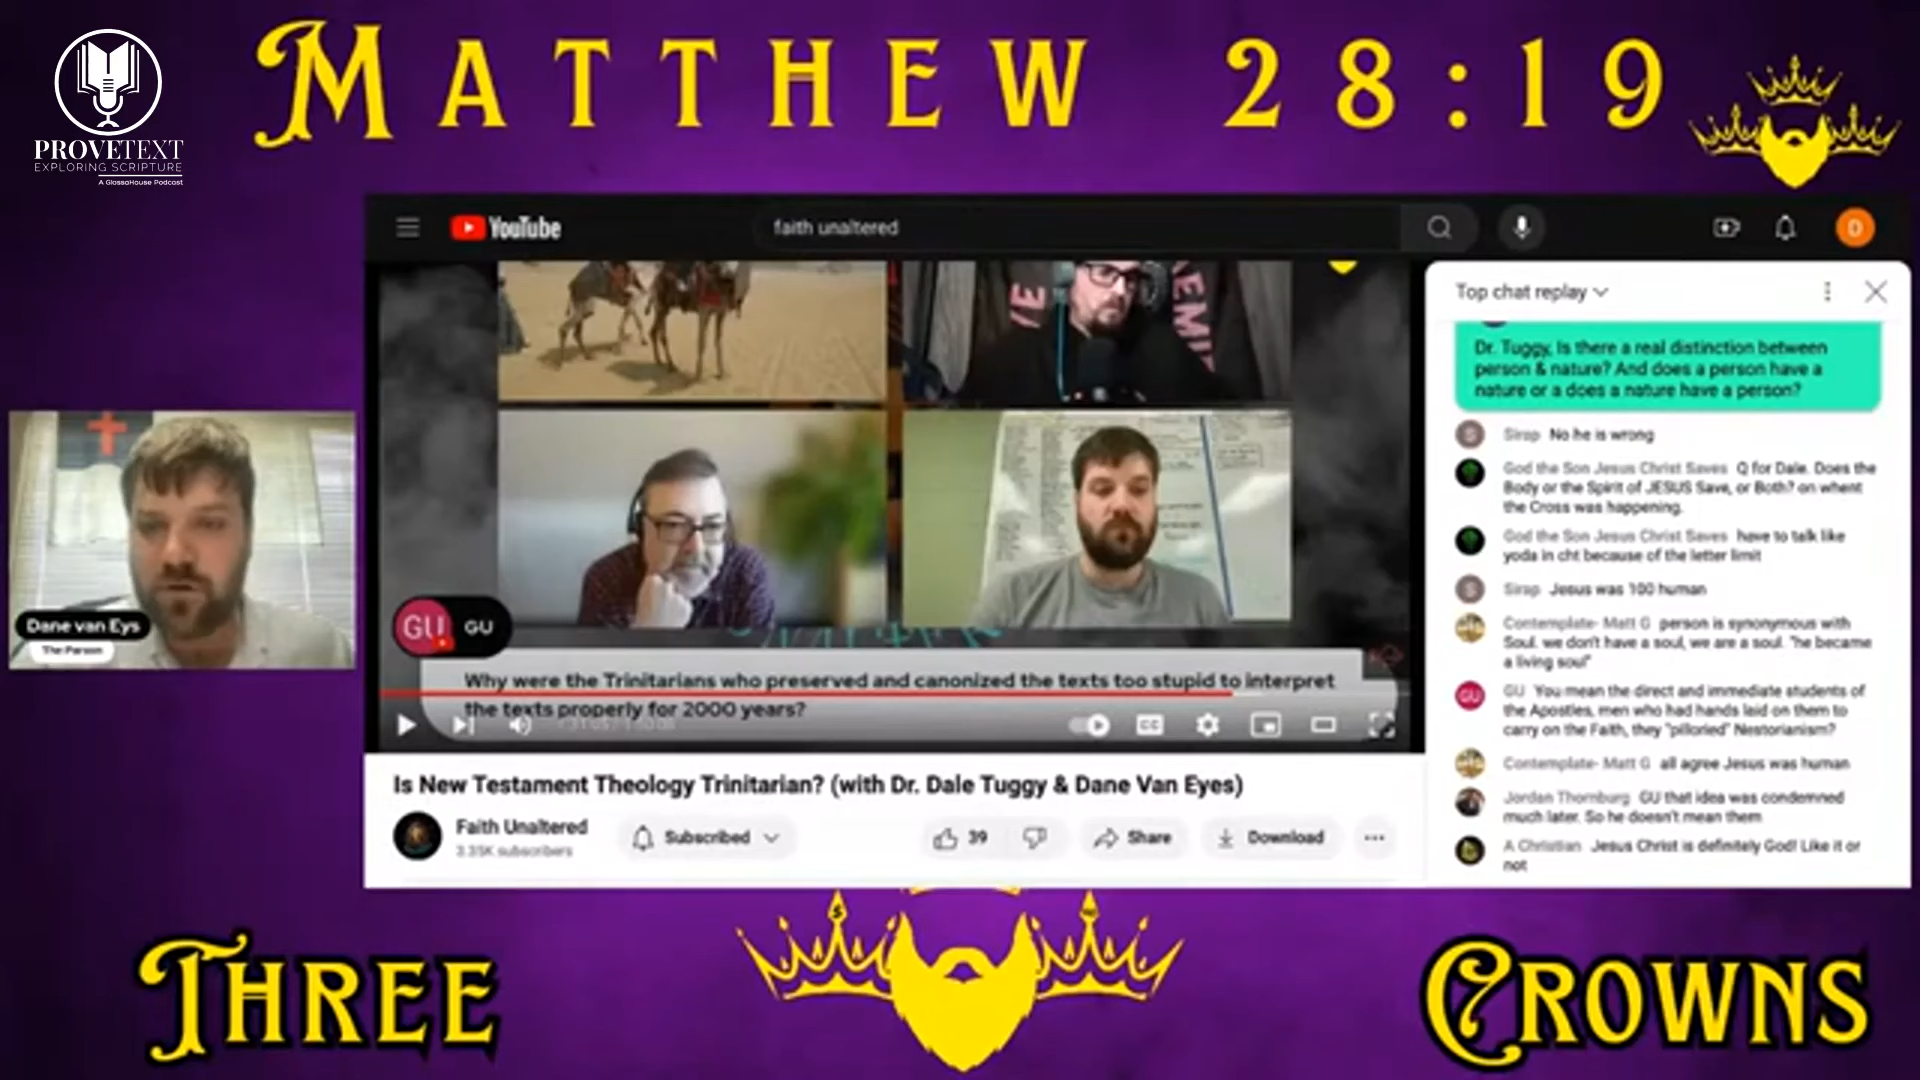 MATTHEW 28:19
PROVETEXT
EXPLORING SCRIPTURE
A GlossaHouse Podcast
YouTube
faith unaltered
D
Top chat replay
Dr. Tuggy, Is there a real distinction between
person & nature? And does a person have a
nature or a does a nature have a person?
S
Sirap No he is wrong
God the Son Jesus Christ Saves Q for Dale. Does the
Body or the Spirit of JESUS Save, or Both? on whent
the Cross was happening.
God the Son Jesus Christ Saves have to talk like
yoda in cht because of the letter limit
S
Sirap Jesus was 100 human
Contemplate- Matt G person is synonymous with
Soul. we don't have a soul, we are a soul. "he became
a living soul"
GU
GU You mean the direct and immediate students of
the Apostles, men who had hands laid on them to
carry on the Faith, they "pilloried" Nestorianism?
Contemplate- Matt G all agree Jesus was human
Jordan Thornburg GU that idea was condemned
much later. So he doesn't mean them
A Christian Jesus Christ is definitely God! Like it or
not
Dane van Eys
The Parson
GU GU
Why were the Trinitarians who preserved and canonized the texts too stupid to interpret
the texts properly for 2000 years?
CC
Is New Testament Theology Trinitarian? (with Dr. Dale Tuggy & Dane Van Eyes)
Faith Unaltered
3.35K subscribers
Subscribed
39
Share
Download
THREE
CROWNS